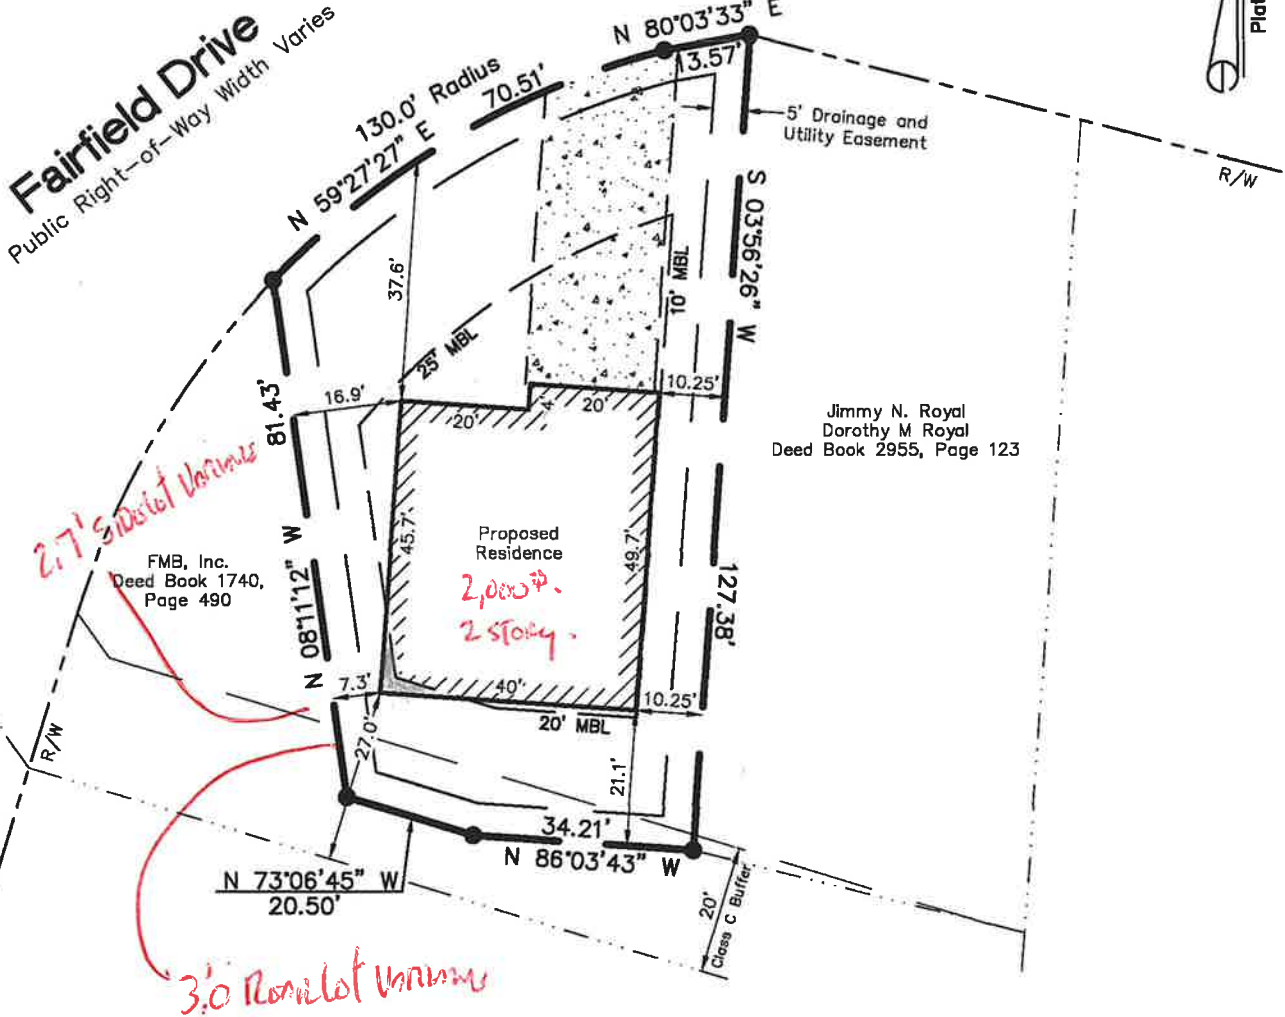 Fairfield Drive
Public Right-of-Way Width Varies
Plat
N 80°03'33" E
13.57'
130.0' Radius
70.51'
N 59°27'27" E
5' Drainage and
Utility Easement
R/W
S 03°56'26" W
127.38'
37.6'
10' MBL
25' MBL
16.9'
81.43'
N 08°11'12" W
20'
4'
20'
10.25'
Jimmy N. Royal
Dorothy M Royal
Deed Book 2955, Page 123
2.7' Sidelot Variance
FMB, Inc.
Deed Book 1740,
Page 490
45.7'
Proposed
Residence
2,000#.
2 story.
49.7'
7.3'
40'
10.25'
20' MBL
27.0'
21.1'
R/W
34.21'
N 86°03'43" W
N 73°06'45" W
20.50'
20'
Class C Buffer
3.0' Rear Lot Variance